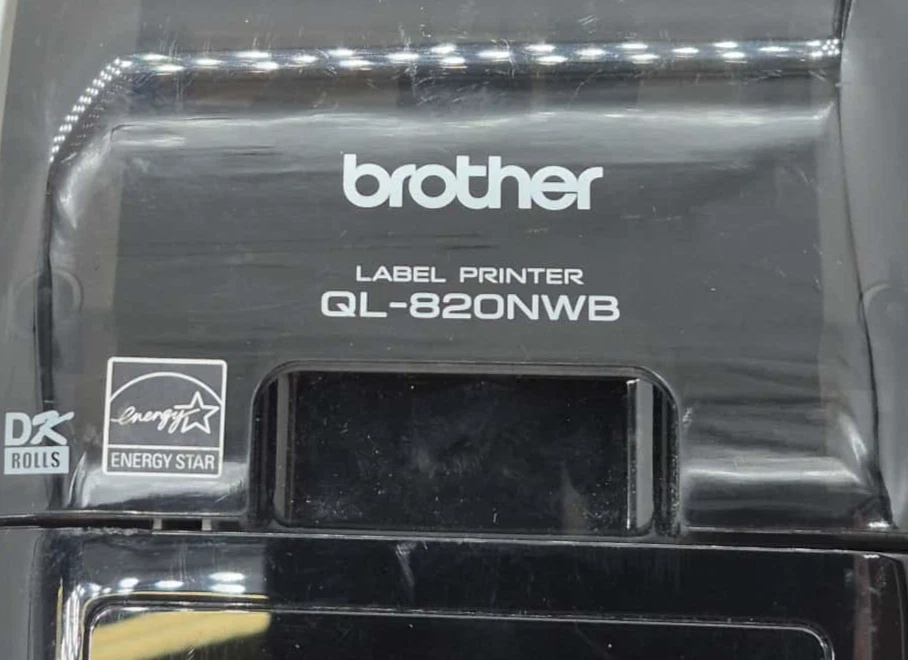 brother
LABEL PRINTER
QL-820NWB
energy
ENERGY STAR
DK
ROLLS